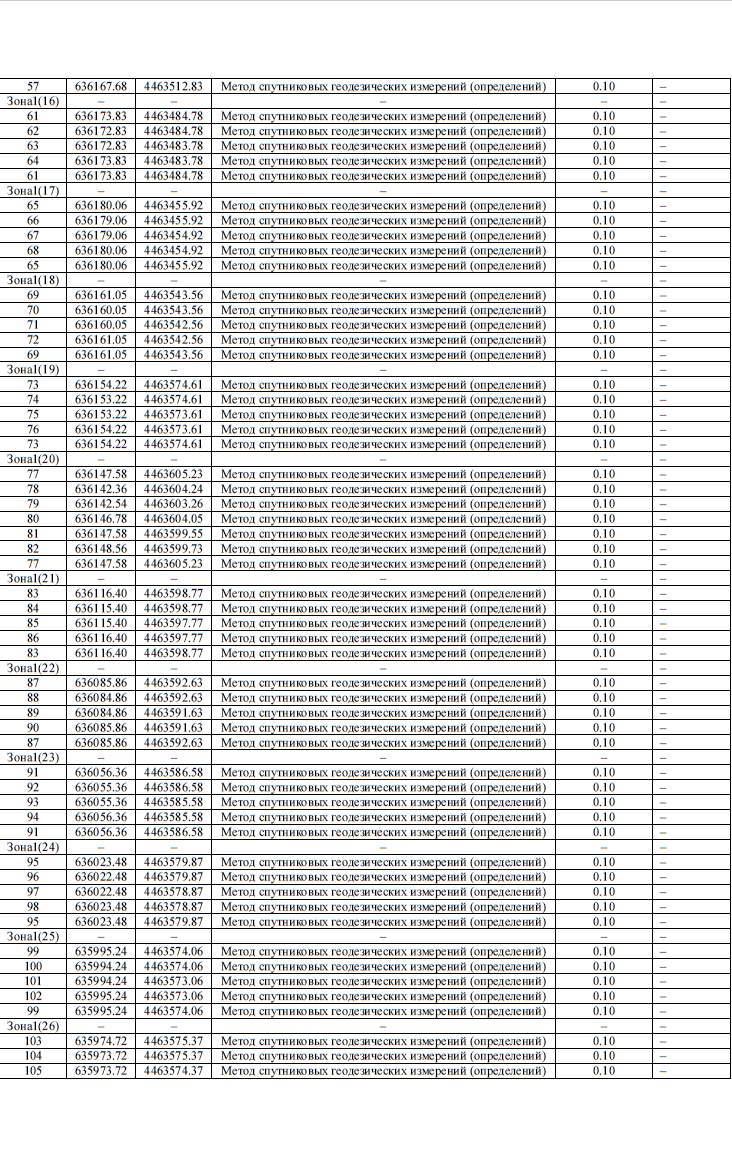 57 636167.68 4463512.83 Метод спутниковых геодезических измерений (определений) 0.10 –
Зона1(16) – – – – –
61 636173.83 4463484.78 Метод спутниковых геодезических измерений (определений) 0.10 –
62 636172.83 4463484.78 Метод спутниковых геодезических измерений (определений) 0.10 –
63 636172.83 4463483.78 Метод спутниковых геодезических измерений (определений) 0.10 –
64 636173.83 4463483.78 Метод спутниковых геодезических измерений (определений) 0.10 –
61 636173.83 4463484.78 Метод спутниковых геодезических измерений (определений) 0.10 –
Зона1(17) – – – – –
65 636180.06 4463455.92 Метод спутниковых геодезических измерений (определений) 0.10 –
66 636179.06 4463455.92 Метод спутниковых геодезических измерений (определений) 0.10 –
67 636179.06 4463454.92 Метод спутниковых геодезических измерений (определений) 0.10 –
68 636180.06 4463454.92 Метод спутниковых геодезических измерений (определений) 0.10 –
65 636180.06 4463455.92 Метод спутниковых геодезических измерений (определений) 0.10 –
Зона1(18) – – – – –
69 636161.05 4463543.56 Метод спутниковых геодезических измерений (определений) 0.10 –
70 636160.05 4463543.56 Метод спутниковых геодезических измерений (определений) 0.10 –
71 636160.05 4463542.56 Метод спутниковых геодезических измерений (определений) 0.10 –
72 636161.05 4463542.56 Метод спутниковых геодезических измерений (определений) 0.10 –
69 636161.05 4463543.56 Метод спутниковых геодезических измерений (определений) 0.10 –
Зона1(19) – – – – –
73 636154.22 4463574.61 Метод спутниковых геодезических измерений (определений) 0.10 –
74 636153.22 4463574.61 Метод спутниковых геодезических измерений (определений) 0.10 –
75 636153.22 4463573.61 Метод спутниковых геодезических измерений (определений) 0.10 –
76 636154.22 4463573.61 Метод спутниковых геодезических измерений (определений) 0.10 –
73 636154.22 4463574.61 Метод спутниковых геодезических измерений (определений) 0.10 –
Зона1(20) – – – – –
77 636147.58 4463605.23 Метод спутниковых геодезических измерений (определений) 0.10 –
78 636142.36 4463604.24 Метод спутниковых геодезических измерений (определений) 0.10 –
79 636142.54 4463603.26 Метод спутниковых геодезических измерений (определений) 0.10 –
80 636146.78 4463604.05 Метод спутниковых геодезических измерений (определений) 0.10 –
81 636147.58 4463599.55 Метод спутниковых геодезических измерений (определений) 0.10 –
82 636148.56 4463599.73 Метод спутниковых геодезических измерений (определений) 0.10 –
77 636147.58 4463605.23 Метод спутниковых геодезических измерений (определений) 0.10 –
Зона1(21) – – – – –
83 636116.40 4463598.77 Метод спутниковых геодезических измерений (определений) 0.10 –
84 636115.40 4463598.77 Метод спутниковых геодезических измерений (определений) 0.10 –
85 636115.40 4463597.77 Метод спутниковых геодезических измерений (определений) 0.10 –
86 636116.40 4463597.77 Метод спутниковых геодезических измерений (определений) 0.10 –
83 636116.40 4463598.77 Метод спутниковых геодезических измерений (определений) 0.10 –
Зона1(22) – – – – –
87 636085.86 4463592.63 Метод спутниковых геодезических измерений (определений) 0.10 –
88 636084.86 4463592.63 Метод спутниковых геодезических измерений (определений) 0.10 –
89 636084.86 4463591.63 Метод спутниковых геодезических измерений (определений) 0.10 –
90 636085.86 4463591.63 Метод спутниковых геодезических измерений (определений) 0.10 –
87 636085.86 4463592.63 Метод спутниковых геодезических измерений (определений) 0.10 –
Зона1(23) – – – – –
91 636056.36 4463586.58 Метод спутниковых геодезических измерений (определений) 0.10 –
92 636055.36 4463586.58 Метод спутниковых геодезических измерений (определений) 0.10 –
93 636055.36 4463585.58 Метод спутниковых геодезических измерений (определений) 0.10 –
94 636056.36 4463585.58 Метод спутниковых геодезических измерений (определений) 0.10 –
91 636056.36 4463586.58 Метод спутниковых геодезических измерений (определений) 0.10 –
Зона1(24) – – – – –
95 636023.48 4463579.87 Метод спутниковых геодезических измерений (определений) 0.10 –
96 636022.48 4463579.87 Метод спутниковых геодезических измерений (определений) 0.10 –
97 636022.48 4463578.87 Метод спутниковых геодезических измерений (определений) 0.10 –
98 636023.48 4463578.87 Метод спутниковых геодезических измерений (определений) 0.10 –
95 636023.48 4463579.87 Метод спутниковых геодезических измерений (определений) 0.10 –
Зона1(25) – – – – –
99 635995.24 4463574.06 Метод спутниковых геодезических измерений (определений) 0.10 –
100 635994.24 4463574.06 Метод спутниковых геодезических измерений (определений) 0.10 –
101 635994.24 4463573.06 Метод спутниковых геодезических измерений (определений) 0.10 –
102 635995.24 4463573.06 Метод спутниковых геодезических измерений (определений) 0.10 –
99 635995.24 4463574.06 Метод спутниковых геодезических измерений (определений) 0.10 –
Зона1(26) – – – – –
103 635974.72 4463575.37 Метод спутниковых геодезических измерений (определений) 0.10 –
104 635973.72 4463575.37 Метод спутниковых геодезических измерений (определений) 0.10 –
105 635973.72 4463574.37 Метод спутниковых геодезических измерений (определений) 0.10 –